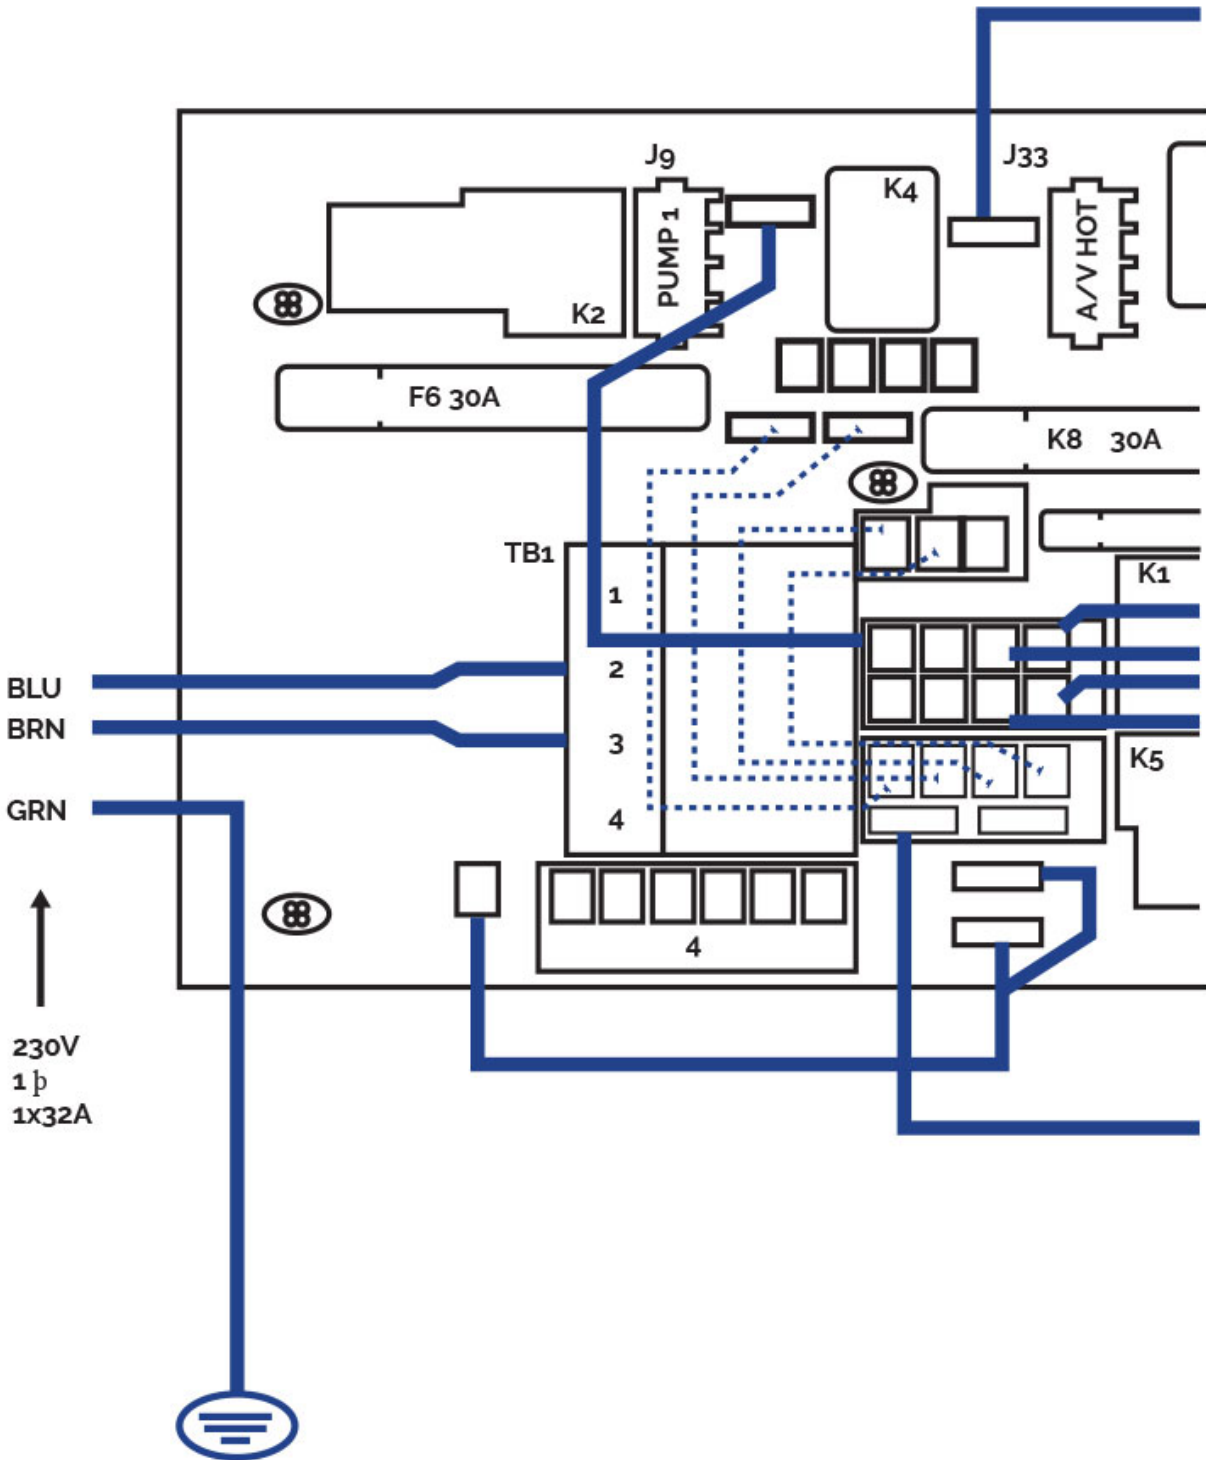 J9
J33
K4
PUMP 1
A/V HOT
K2
F6 30A
K8 30A
TB1
1
K1
2
BLU
BRN
3
K5
GRN
4
4
230V
1 þ
1x32A